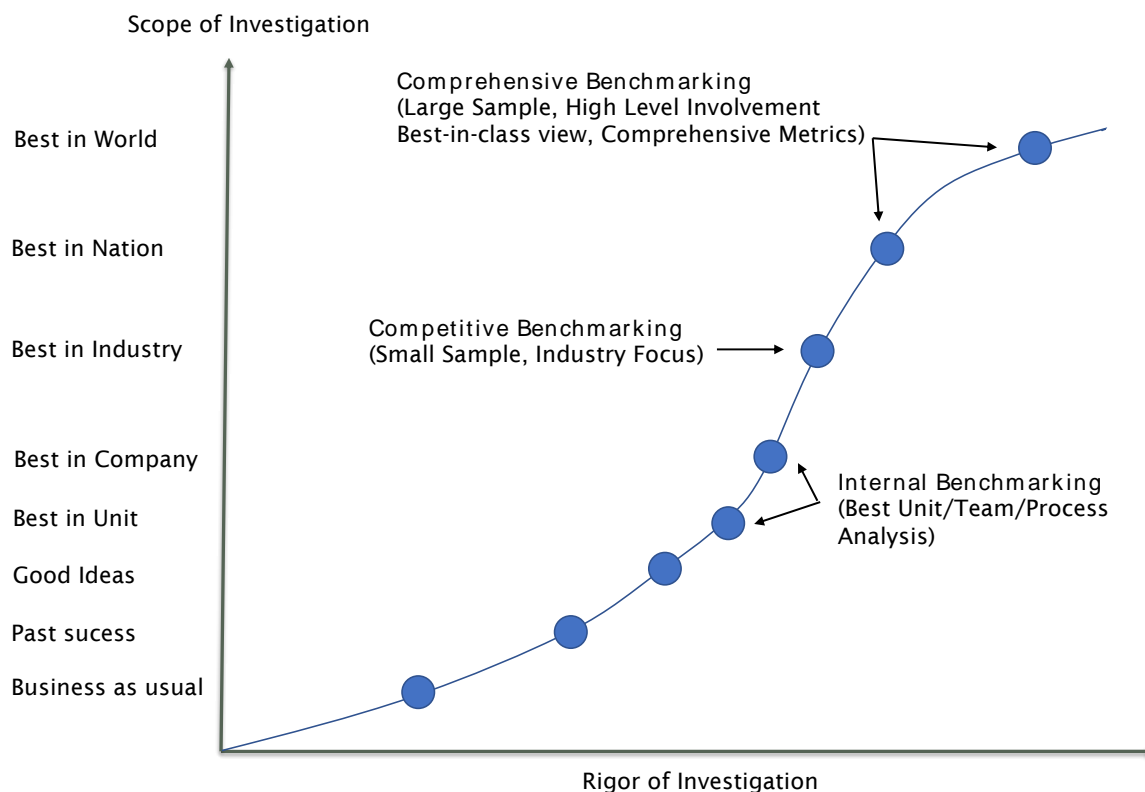 Scope of Investigation
Comprehensive Benchmarking
(Large Sample, High Level Involvement
Best-in-class view, Comprehensive Metrics)
Best in World
Best in Nation
Competitive Benchmarking
(Small Sample, Industry Focus)
Best in Industry
Best in Company
Internal Benchmarking
(Best Unit/Team/Process
Analysis)
Best in Unit
Good Ideas
Past sucess
Business as usual
Rigor of Investigation